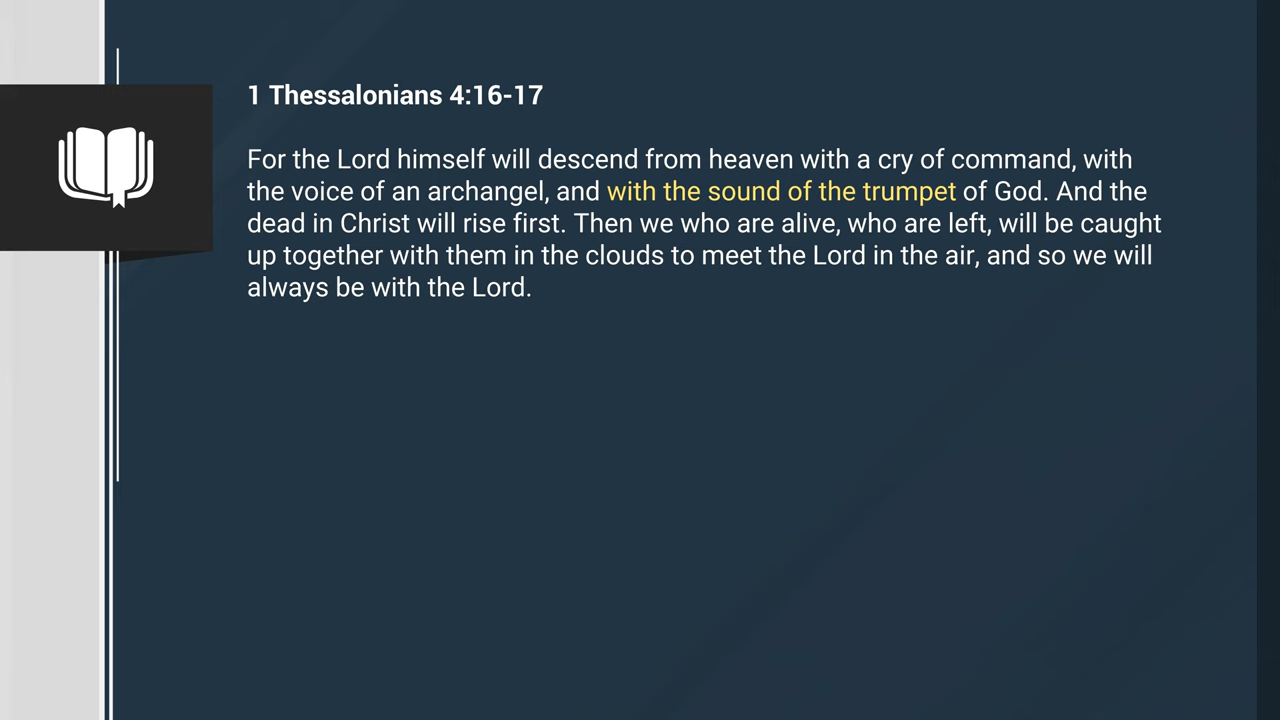 1 Thessalonians 4:16-17
For the Lord himself will descend from heaven with a cry of command, with
the voice of an archangel, and with the sound of the trumpet of God. And the
dead in Christ will rise first. Then we who are alive, who are left, will be caught
up together with them in the clouds to meet the Lord in the air, and so we will
always be with the Lord.